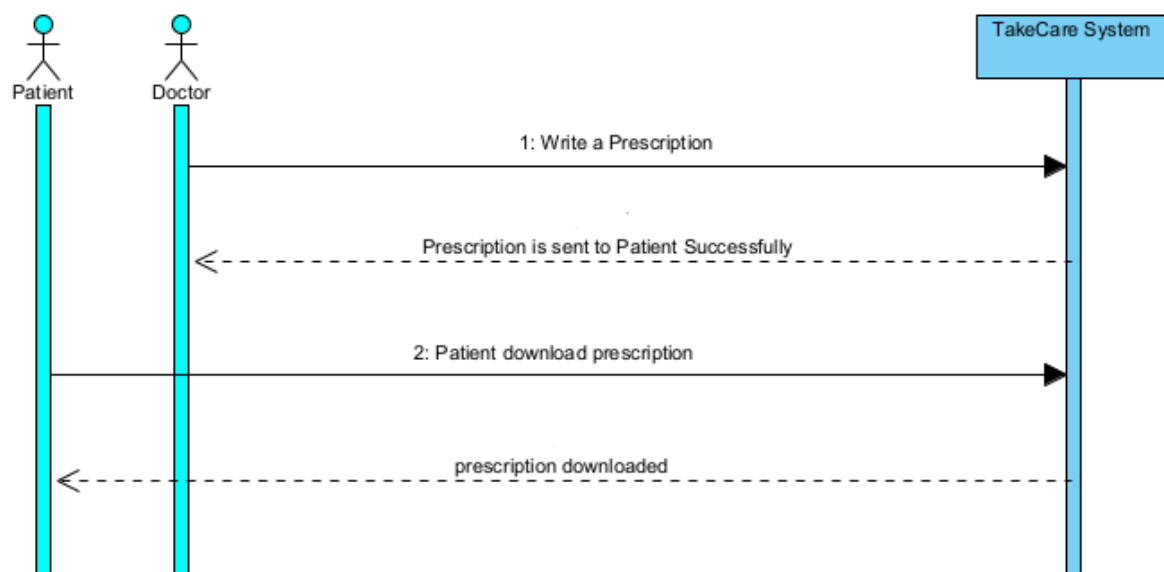 TakeCare System
Patient
Doctor
1: Write a Prescription
Prescription is sent to Patient Successfully
2: Patient download prescription
prescription downloaded